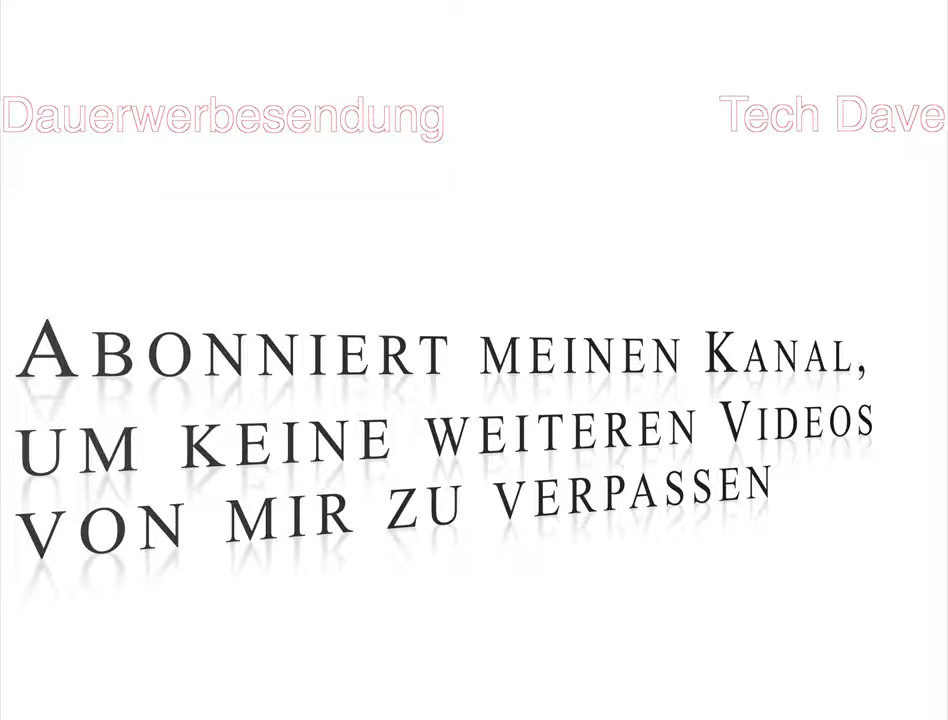 Dauerwerbesendung Tech Dave
Abonniert meinen Kanal,
um keine weiteren Videos
von mir zu verpassen